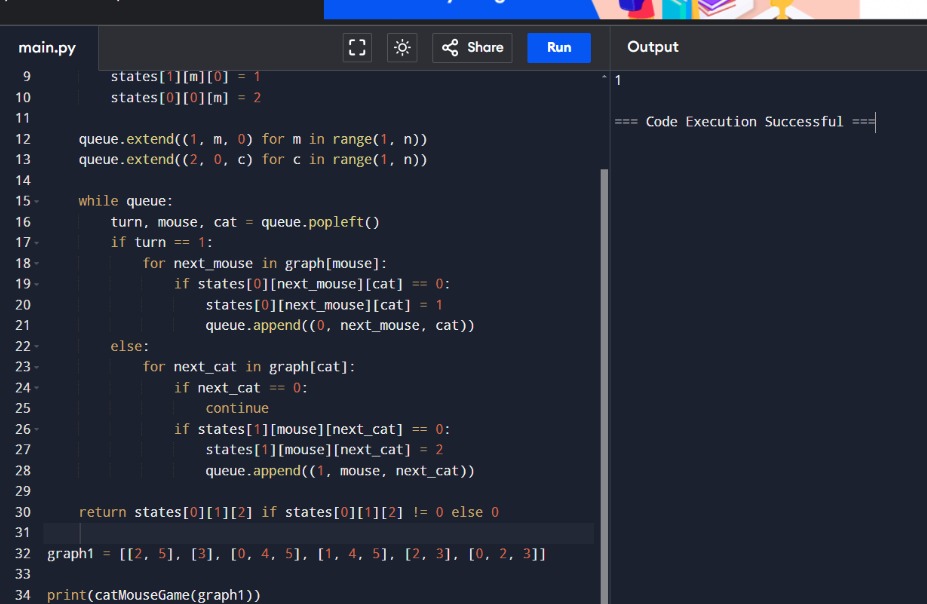 main.py
Share
Run
Output
9 states[1][m][0] = 1
10 states[0][0][m] = 2
11
12 queue.extend((1, m, 0) for m in range(1, n))
13 queue.extend((2, 0, c) for c in range(1, n))
14
15 while queue:
16 turn, mouse, cat = queue.popleft()
17 if turn == 1:
18 for next_mouse in graph[mouse]:
19 if states[0][next_mouse][cat] == 0:
20 states[0][next_mouse][cat] = 1
21 queue.append((0, next_mouse, cat))
22 else:
23 for next_cat in graph[cat]:
24 if next_cat == 0:
25 continue
26 if states[1][mouse][next_cat] == 0:
27 states[1][mouse][next_cat] = 2
28 queue.append((1, mouse, next_cat))
29
30 return states[0][1][2] if states[0][1][2] != 0 else 0
31
32 graph1 = [[2, 5], [3], [0, 4, 5], [1, 4, 5], [2, 3], [0, 2, 3]]
33
34 print(catMouseGame(graph1))
1
=== Code Execution Successful ===